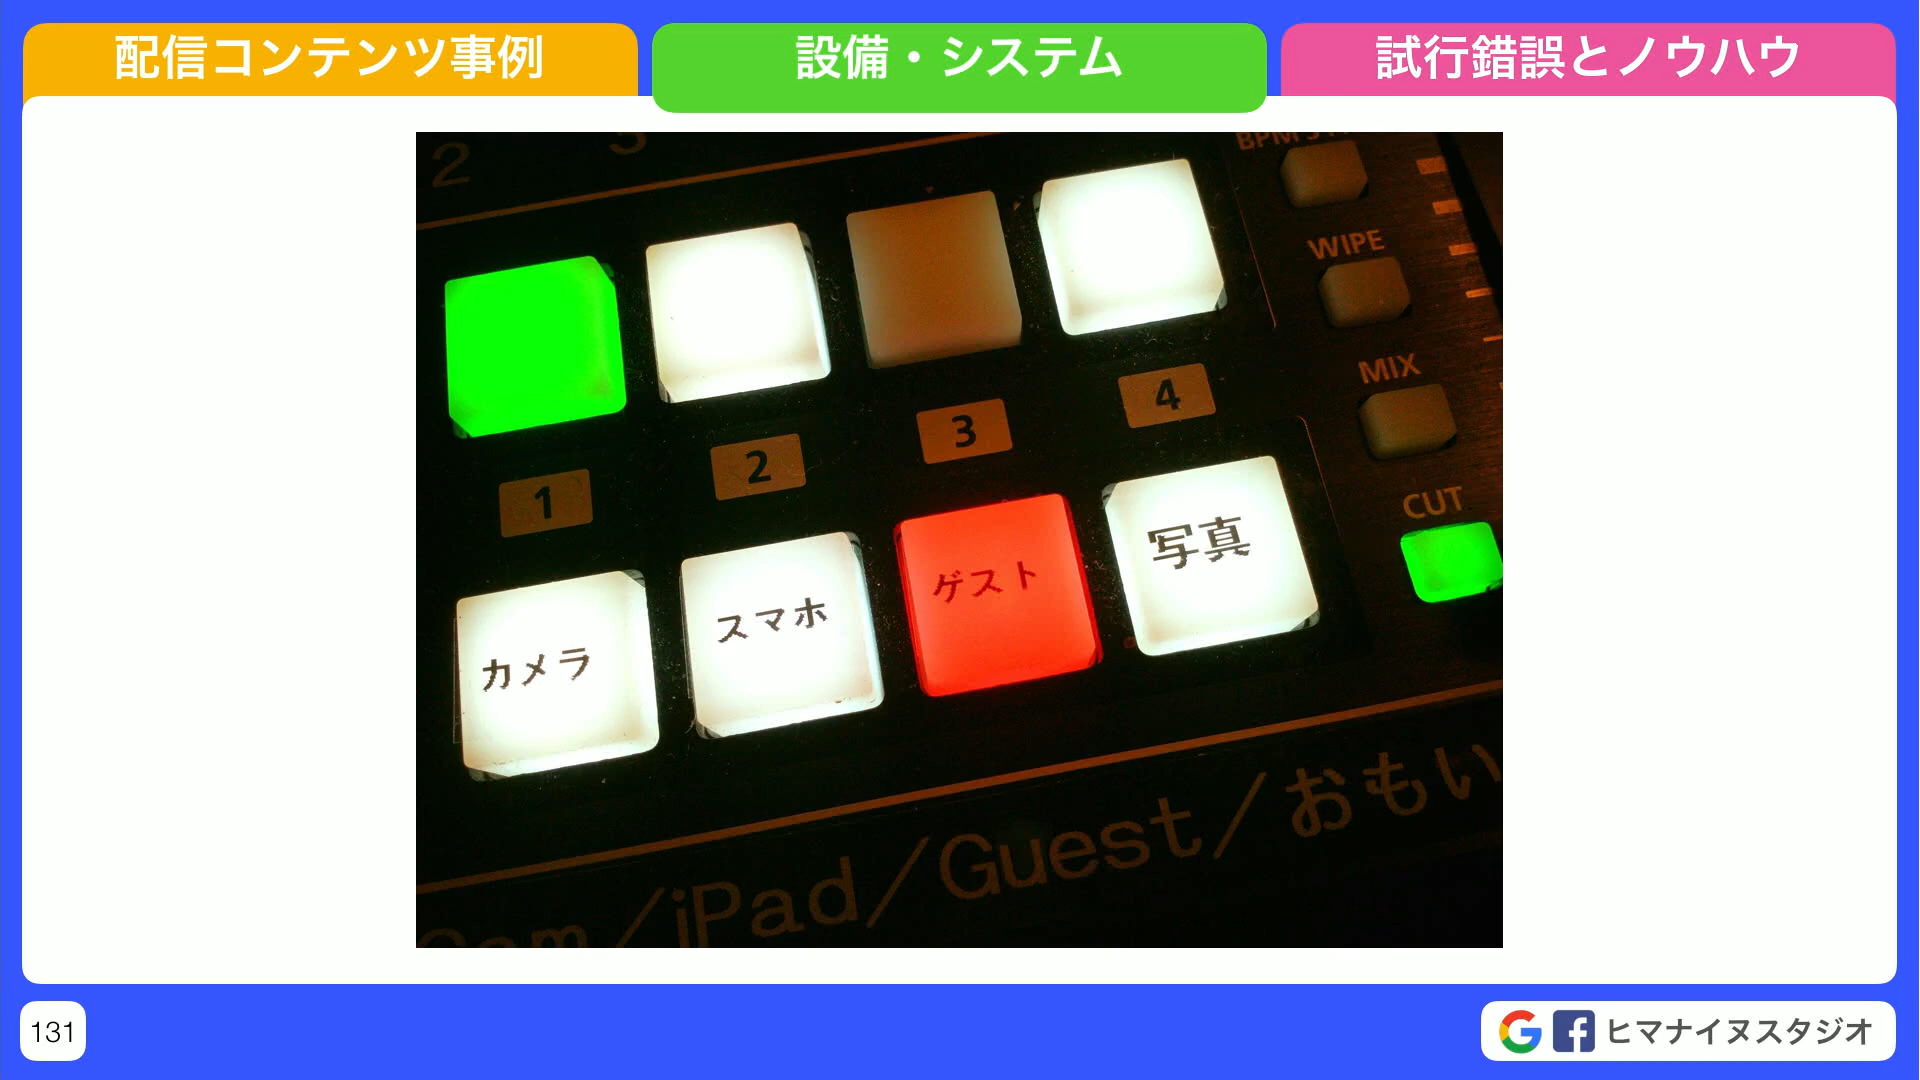 配信コンテンツ事例
設備・システム
試行錯誤とノウハウ
2
WIPE
MIX
CUT
1
2
3
4
カメラ
スマホ
ゲスト
写真
/iPad/Guest/おもい
131
ヒマナイヌスタジオ